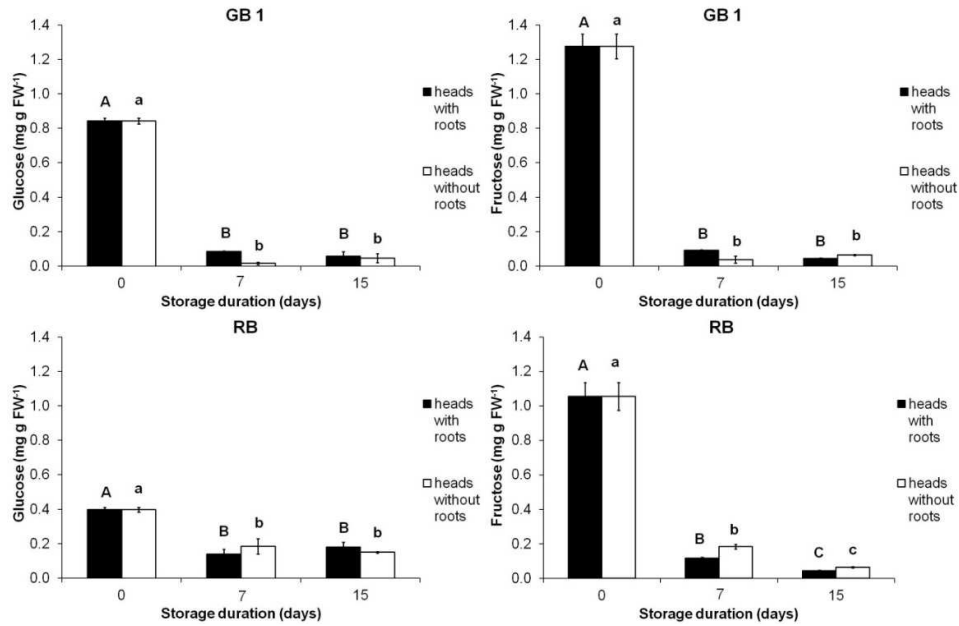 GB 1
Glucose (mg g FW⁻¹)
1.4
1.2
1.0
0.8
0.6
0.4
0.2
0.0
A a
B b
B b
0 7 15
Storage duration (days)
heads
with
roots
heads
without
roots
GB 1
Fructose (mg g FW⁻¹)
1.4
1.2
1.0
0.8
0.6
0.4
0.2
0.0
A a
B b
B b
0 7 15
Storage duration (days)
heads
with
roots
heads
without
roots
RB
Glucose (mg g FW⁻¹)
1.4
1.2
1.0
0.8
0.6
0.4
0.2
0.0
A a
B b
B b
0 7 15
Storage duration (days)
heads
with
roots
heads
without
roots
RB
Fructose (mg g FW⁻¹)
1.4
1.2
1.0
0.8
0.6
0.4
0.2
0.0
A a
B b
C c
0 7 15
Storage duration (days)
heads
with
roots
heads
without
roots